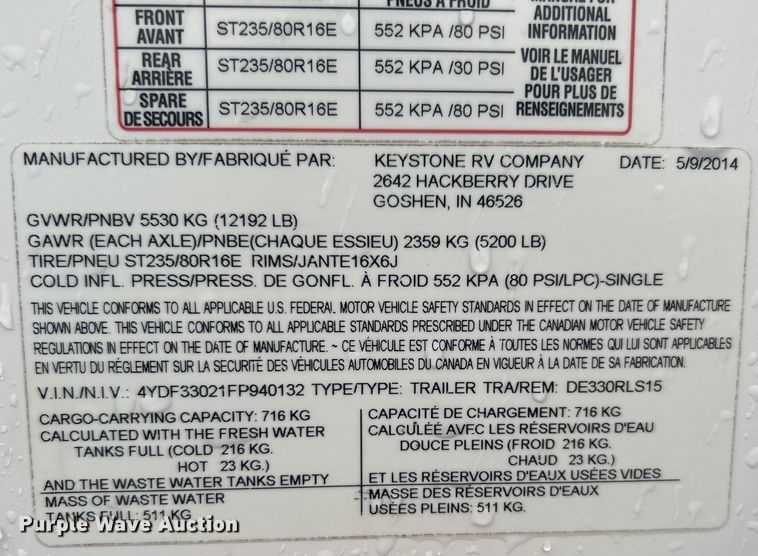 PNEUS À FROID
ADDITIONAL
INFORMATION
FRONT
AVANT
ST235/80R16E
552 KPA /80 PSI
REAR
ARRIÈRE
ST235/80R16E
552 KPA /80 PSI
SPARE
DE SECOURS
ST235/80R16E
552 KPA /80 PSI
VOIR LE MANUEL
DE L'USAGER
POUR PLUS DE
RENSEIGNEMENTS
MANUFACTURED BY/FABRIQUÉ PAR: KEYSTONE RV COMPANY DATE: 5/9/2014
2642 HACKBERRY DRIVE
GOSHEN, IN 46526
GVWR/PNBV 5530 KG (12192 LB)
GAWR (EACH AXLE)/PNBE(CHAQUE ESSIEU) 2359 KG (5200 LB)
TIRE/PNEU ST235/80R16E RIMS/JANTE16X6J
COLD INFL. PRESS/PRESS. DE GONFL. À FROID 552 KPA (80 PSI/LPC)-SINGLE
THIS VEHICLE CONFORMS TO ALL APPLICABLE U.S. FEDERAL MOTOR VEHICLE SAFETY STANDARDS IN EFFECT ON THE DATE OF MANUFACTURE
SHOWN ABOVE. THIS VEHICLE CONFORMS TO ALL APPLICABLE STANDARDS PRESCRIBED UNDER THE CANADIAN MOTOR VEHICLE SAFETY
REGULATIONS IN EFFECT ON THE DATE OF MANUFACTURE. ~ CE VÉHICULE EST CONFORME À TOUTES LES NORMES QUI LUI SONT APPLICABLES
EN VERTU DU RÈGLEMENT SUR LA SECURITÉ DES VÉHICULES AUTOMOBILES DU CANADA EN VIGUEUR À LA DATE DE SA FABRICATION.
V.I.N./N.I.V.: 4YDF33021FP940132 TYPE/TYPE: TRAILER TRA/REM: DE330RLS15
CARGO-CARRYING CAPACITY: 716 KG
CALCULATED WITH THE FRESH WATER
TANKS FULL (COLD 216 KG.
HOT 23 KG.)
AND THE WASTE WATER TANKS EMPTY
MASS OF WASTE WATER
TANKS FULL: 511 KG.
CAPACITÉ DE CHARGEMENT: 716 KG
CALCULÉE AVEC LES RÉSERVOIRS D'EAU
DOUCE PLEINS (FROID 216 KG.
CHAUD 23 KG.)
ET LES RÉSERVOIRS D'EAUX USÉES VIDES
MASSE DES RÉSERVOIRS D'EAUX
USÉES PLEINS: 511 KG.
Purple Wave Auction